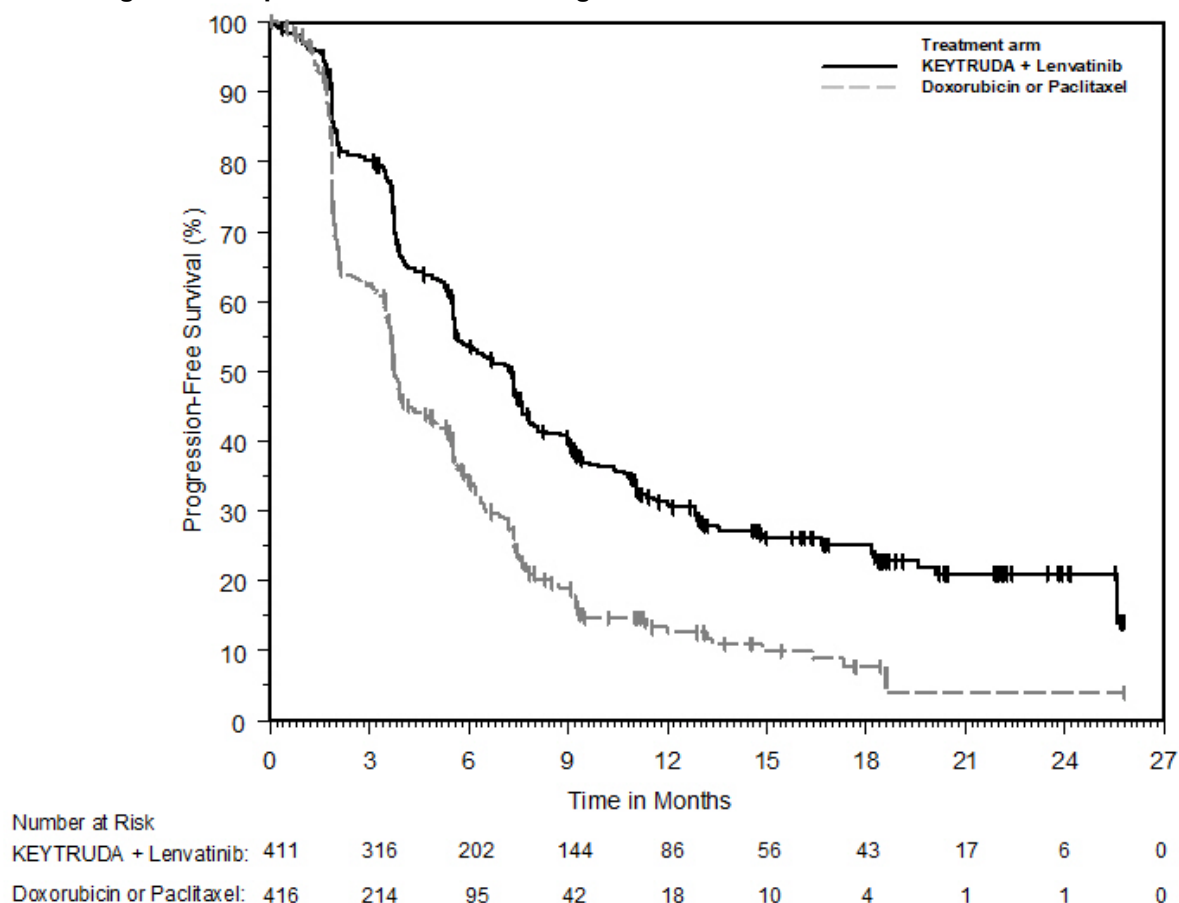 Treatment arm
KEYTRUDA + Lenvatinib
Doxorubicin or Paclitaxel
Progression-Free Survival (%)
100
90
80
70
60
50
40
30
20
10
0
0 3 6 9 12 15 18 21 24 27
Time in Months
Number at Risk
KEYTRUDA + Lenvatinib: 411 316 202 144 86 56 43 17 6 0
Doxorubicin or Paclitaxel: 416 214 95 42 18 10 4 1 1 0